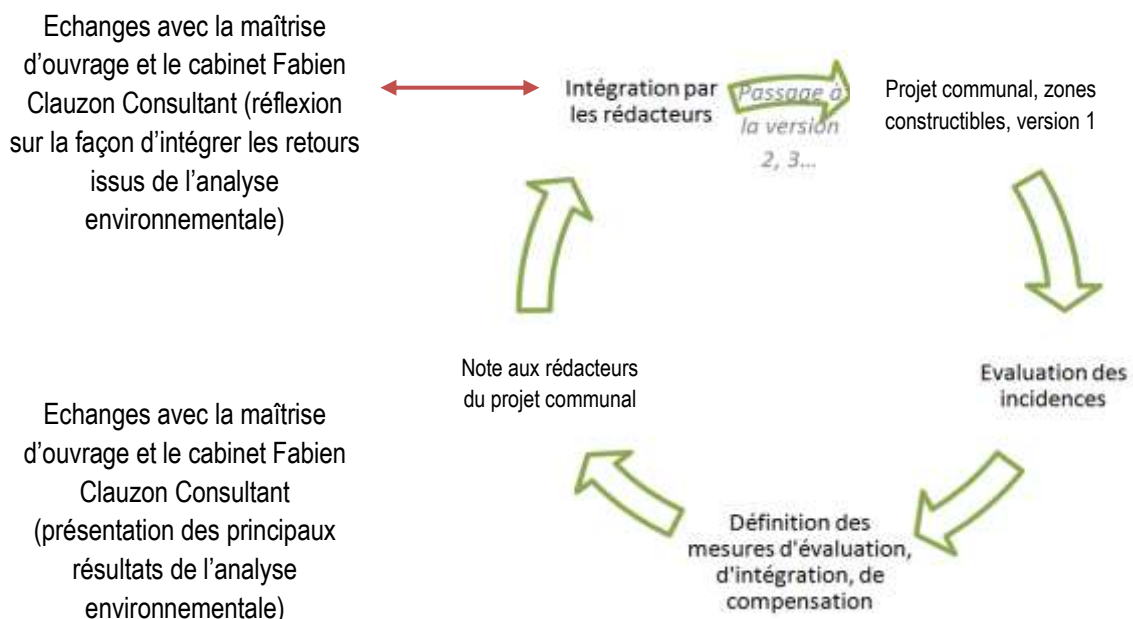 Echanges avec la maîtrise
d'ouvrage et le cabinet Fabien
Clauzon Consultant (réflexion
sur la façon d'intégrer les retours
issus de l'analyse
environnementale)
Intégration par
les rédacteurs
Passage à
la version
2, 3...
Projet communal, zones
constructibles, version 1
Evaluation des
incidences
Définition des
mesures d'évaluation,
d'intégration, de
compensation
Note aux rédacteurs
du projet communal
Echanges avec la maîtrise
d'ouvrage et le cabinet Fabien
Clauzon Consultant
(présentation des principaux
résultats de l'analyse
environnementale)